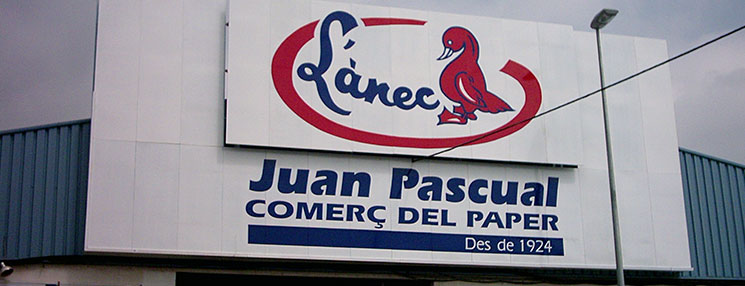 L'ànec
Juan Pascual
COMERÇ DEL PAPER
Des de 1924